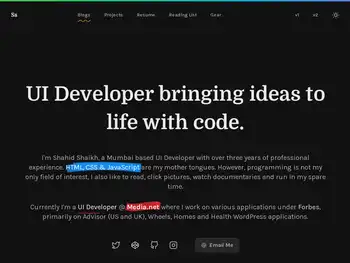 Ss
Blogs Projects Resume Reading List Gear v1 v2
UI Developer bringing ideas to
life with code.
I'm Shahid Shaikh, a Mumbai based UI Developer with over three years of professional
experience. HTML, CSS & JavaScript are my mother tongues. However, programming is not my
only field of interest, I also like to read, click pictures, watch documentaries and run in my spare
time.
Currently I'm a UI Developer @ Media.net where I work on various applications under Forbes,
primarily on Advisor (US and UK), Wheels, Homes and Health WordPress applications.
Email Me